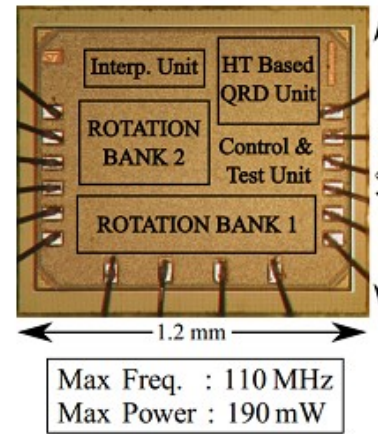 Interp. Unit
HT Based
QRD Unit
ROTATION
BANK 2
Control &
Test Unit
ROTATION BANK 1
1.2 mm
Max Freq. : 110 MHz
Max Power : 190 mW